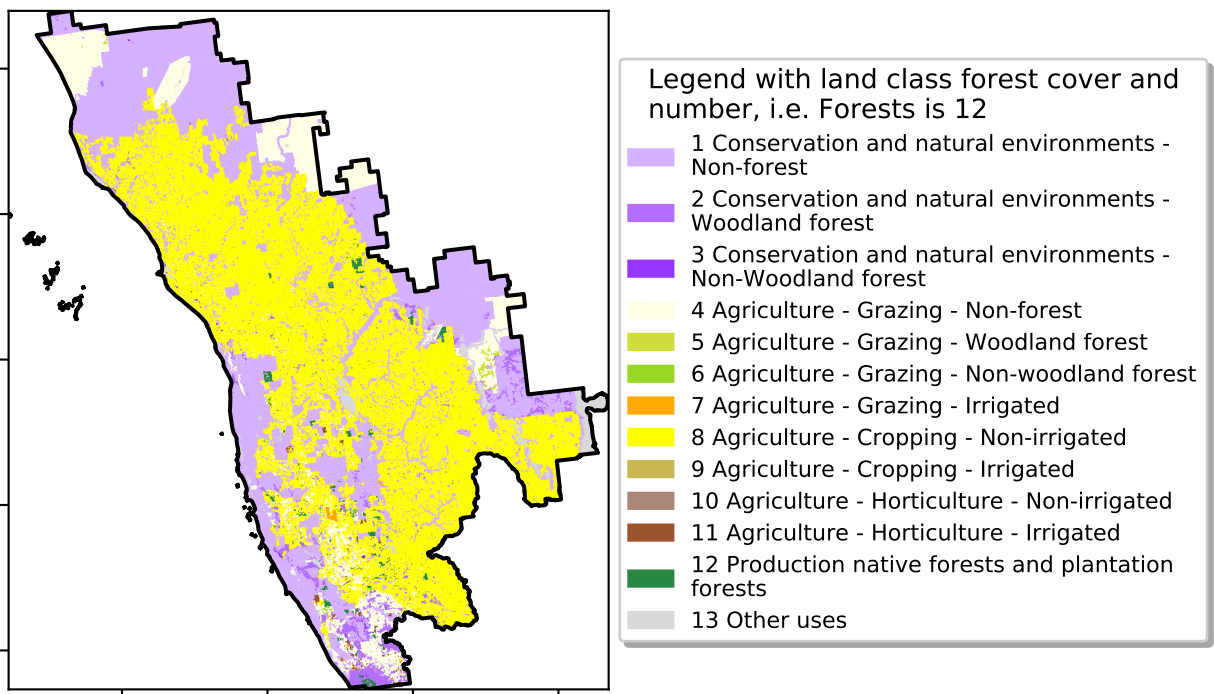 Legend with land class forest cover and
number, i.e. Forests is 12
1 Conservation and natural environments -
Non-forest
2 Conservation and natural environments -
Woodland forest
3 Conservation and natural environments -
Non-Woodland forest
4 Agriculture - Grazing - Non-forest
5 Agriculture - Grazing - Woodland forest
6 Agriculture - Grazing - Non-woodland forest
7 Agriculture - Grazing - Irrigated
8 Agriculture - Cropping - Non-irrigated
9 Agriculture - Cropping - Irrigated
10 Agriculture - Horticulture - Non-irrigated
11 Agriculture - Horticulture - Irrigated
12 Production native forests and plantation
forests
13 Other uses